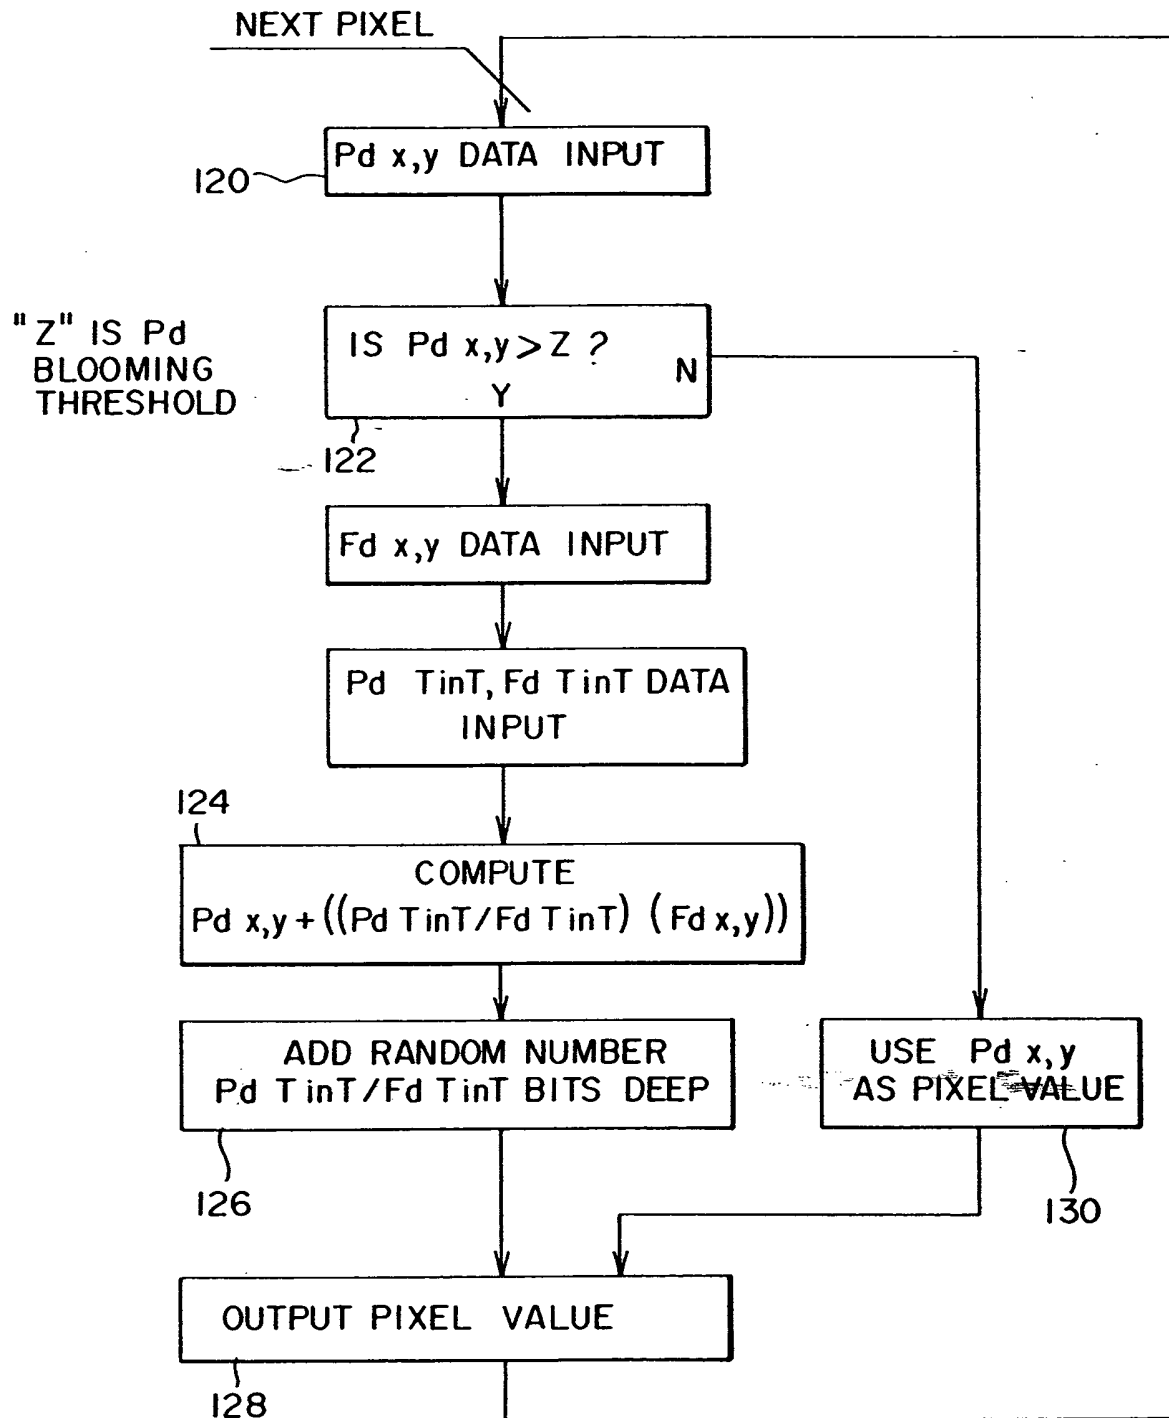 NEXT PIXEL
Pd x,y DATA INPUT
120
"Z" IS Pd
BLOOMING
THRESHOLD
IS Pd x,y > Z ?
N
Y
122
Fd x,y DATA INPUT
Pd TinT, Fd TinT DATA
INPUT
124
COMPUTE
Pd x,y + ((Pd TinT/Fd TinT) (Fd x,y))
ADD RANDOM NUMBER
Pd TinT/Fd TinT BITS DEEP
126
USE Pd x,y
AS PIXEL VALUE
130
OUTPUT PIXEL VALUE
128